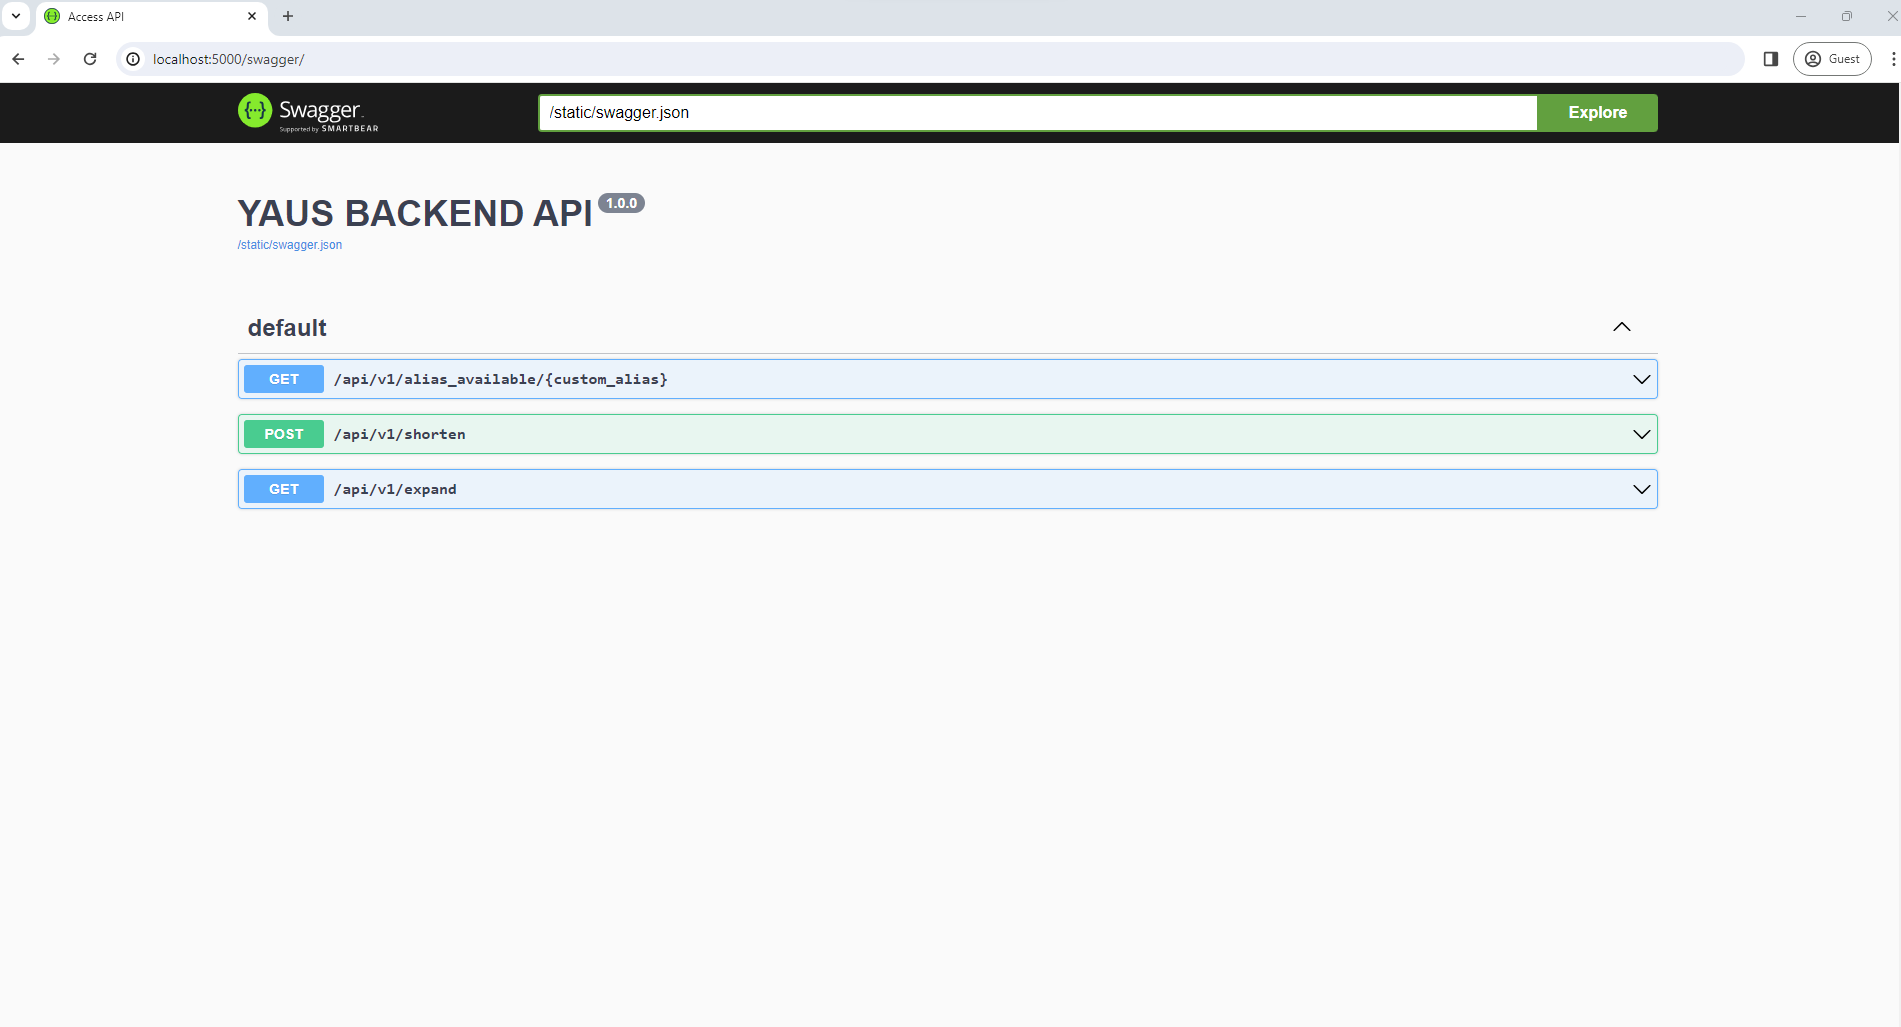 Access API
localhost:5000/swagger/
Guest
Swagger
Supported by SMARTBEAR
/static/swagger.json
Explore
YAUS BACKEND API 1.0.0
/static/swagger.json
default
GET /api/v1/alias_available/{custom_alias}
POST /api/v1/shorten
GET /api/v1/expand